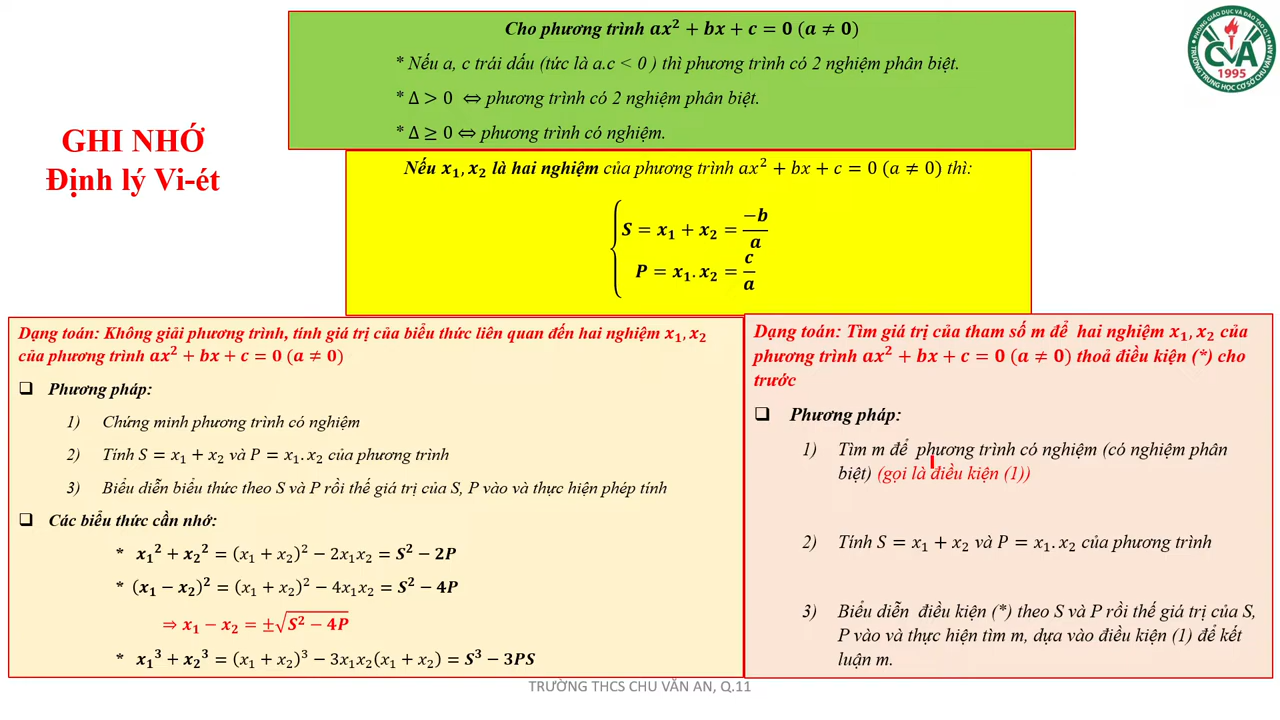 Cho phương trình ax² + bx + c = 0 (a ≠ 0)
* Nếu a, c trái dấu (tức là a.c < 0 ) thì phương trình có 2 nghiệm phân biệt.
* Δ > 0 ⇔ phương trình có 2 nghiệm phân biệt.
* Δ ≥ 0 ⇔ phương trình có nghiệm.
CVA
1995
GHI NHỚ
Định lý Vi-ét
Nếu x₁, x₂ là hai nghiệm của phương trình ax² + bx + c = 0 (a ≠ 0) thì:
S = x₁ + x₂ = −b/a
P = x₁. x₂ = c/a
Dạng toán: Không giải phương trình, tính giá trị của biểu thức liên quan đến hai nghiệm x₁, x₂
của phương trình ax² + bx + c = 0 (a ≠ 0)
❑ Phương pháp:
1) Chứng minh phương trình có nghiệm
2) Tính S = x₁ + x₂ và P = x₁. x₂ của phương trình
3) Biểu diễn biểu thức theo S và P rồi thế giá trị của S, P vào và thực hiện phép tính
❑ Các biểu thức cần nhớ:
* x₁² + x₂² = (x₁ + x₂)² − 2x₁x₂ = S² − 2P
* (x₁ − x₂)² = (x₁ + x₂)² − 4x₁x₂ = S² − 4P
⇒ x₁ − x₂ = ±√(S² − 4P)
* x₁³ + x₂³ = (x₁ + x₂)³ − 3x₁x₂(x₁ + x₂) = S³ − 3PS
Dạng toán: Tìm giá trị của tham số m để hai nghiệm x₁, x₂ của
phương trình ax² + bx + c = 0 (a ≠ 0) thoả điều kiện (*) cho
trước
❑ Phương pháp:
1) Tìm m để phương trình có nghiệm (có nghiệm phân
biệt) (gọi là điều kiện (1))
2) Tính S = x₁ + x₂ và P = x₁. x₂ của phương trình
3) Biểu diễn điều kiện (*) theo S và P rồi thế giá trị của S,
P vào và thực hiện tìm m, dựa vào điều kiện (1) để kết
luận m.
TRƯỜNG THCS CHU VĂN AN, Q.11